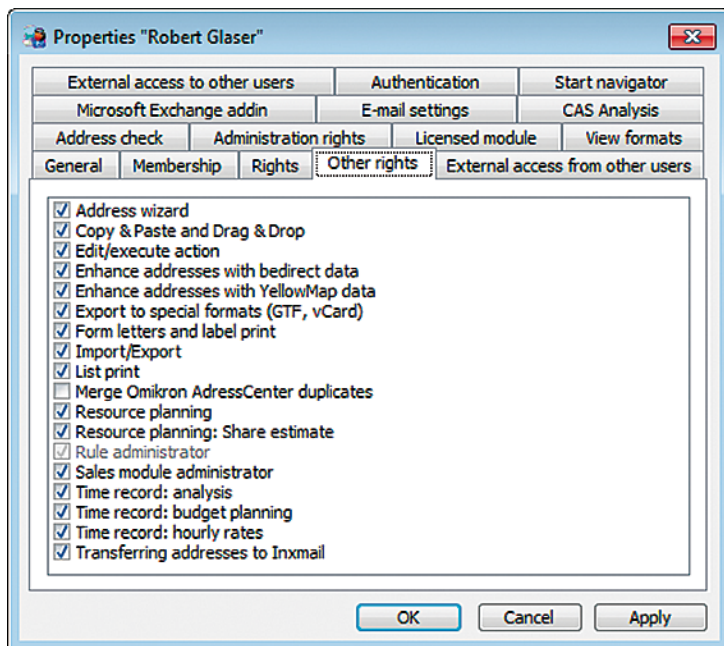 Properties "Robert Glaser"
External access to other users Authentication Start navigator
Microsoft Exchange addin E-mail settings CAS Analysis
Address check Administration rights Licensed module View formats
General Membership Rights Other rights External access from other users
Address wizard
Copy & Paste and Drag & Drop
Edit/execute action
Enhance addresses with bedirect data
Enhance addresses with YellowMap data
Export to special formats (GTF, vCard)
Form letters and label print
Import/Export
List print
Merge Omikron AdressCenter duplicates
Resource planning
Resource planning: Share estimate
Rule administrator
Sales module administrator
Time record: analysis
Time record: budget planning
Time record: hourly rates
Transferring addresses to Inxmail
OK Cancel Apply